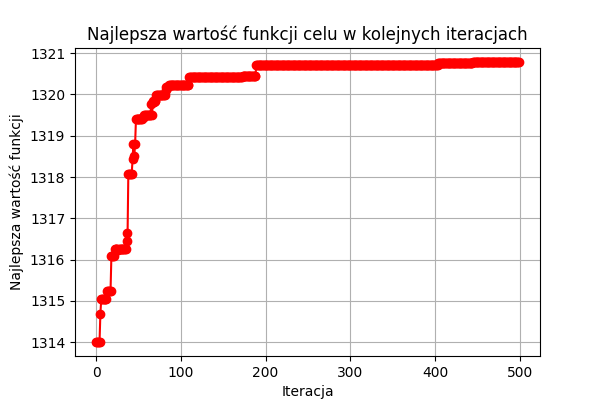 Najlepsza wartość funkcji celu w kolejnych iteracjach
Najlepsza wartość funkcji
1321
1320
1319
1318
1317
1316
1315
1314
0 100 200 300 400 500
Iteracja